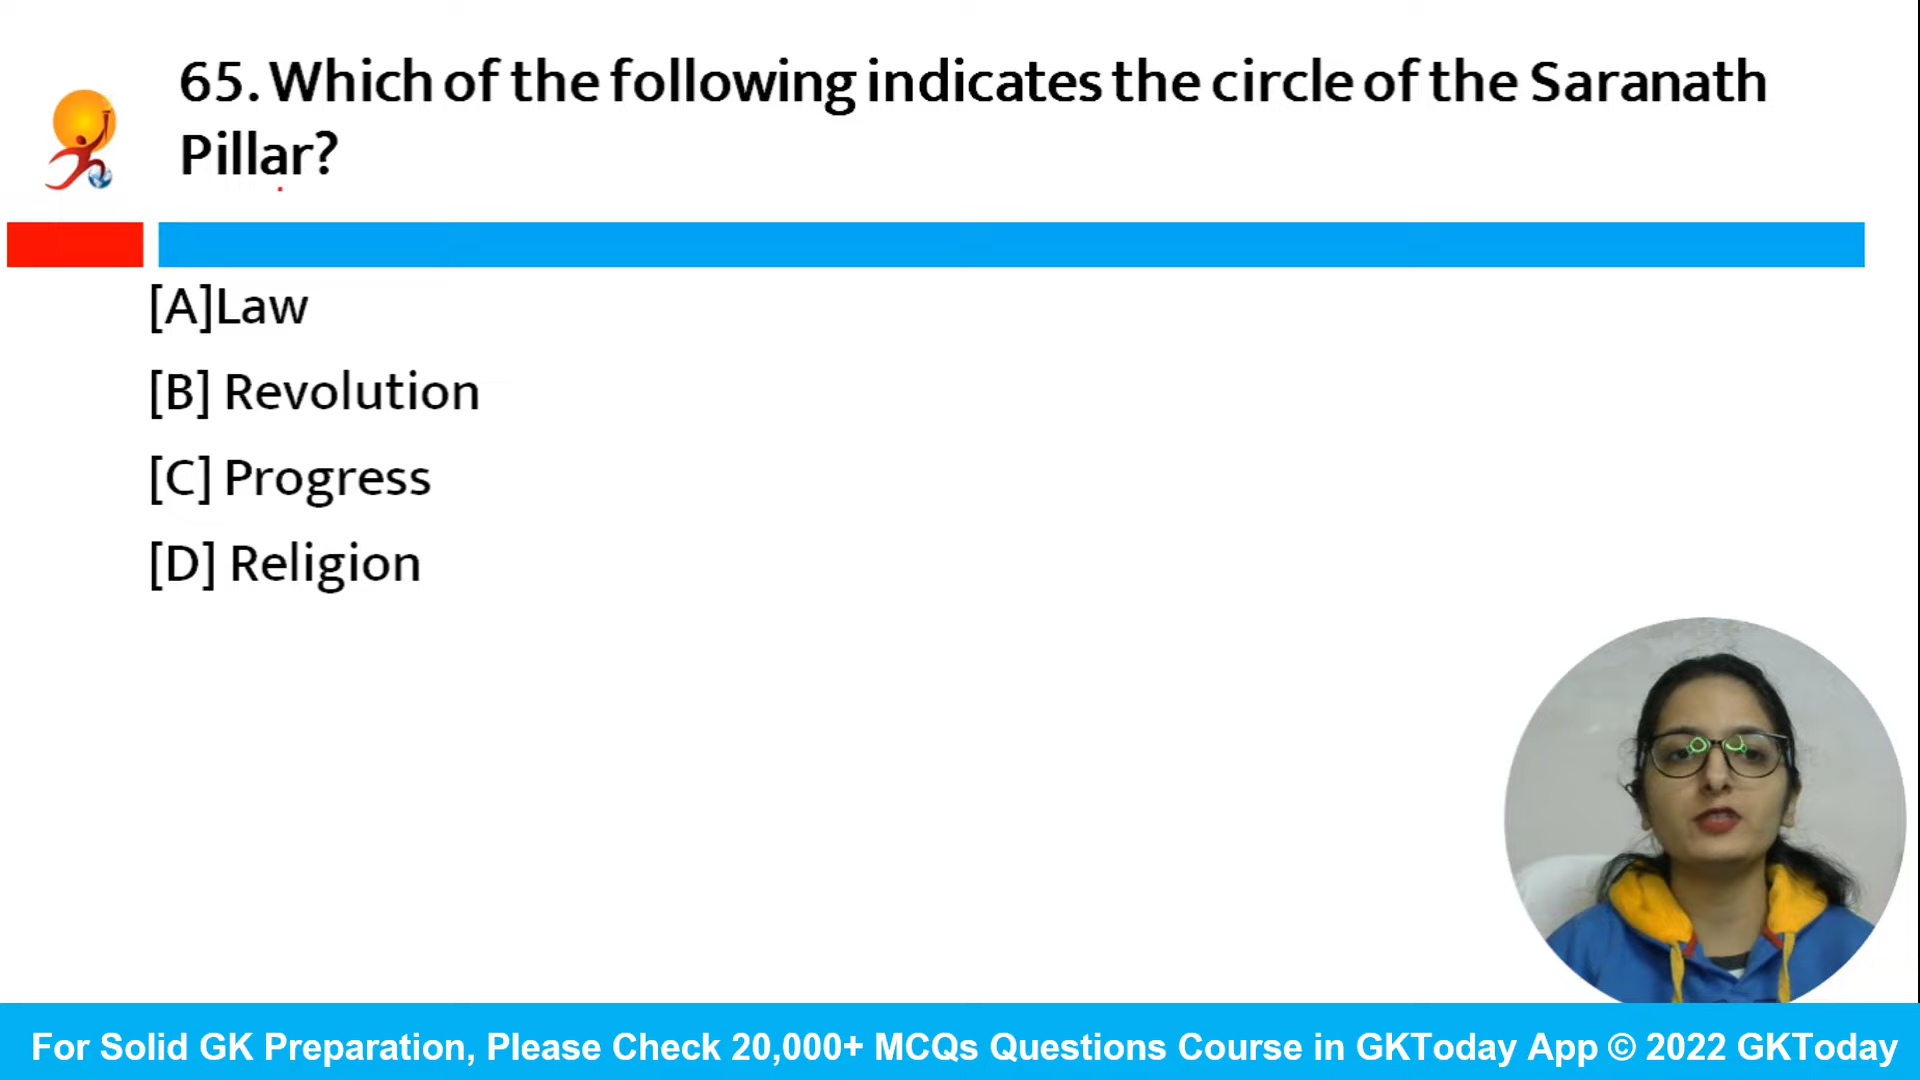 65. Which of the following indicates the circle of the Saranath
Pillar?
[A]Law
[B] Revolution
[C] Progress
[D] Religion
For Solid GK Preparation, Please Check 20,000+ MCQs Questions Course in GKToday App © 2022 GKToday